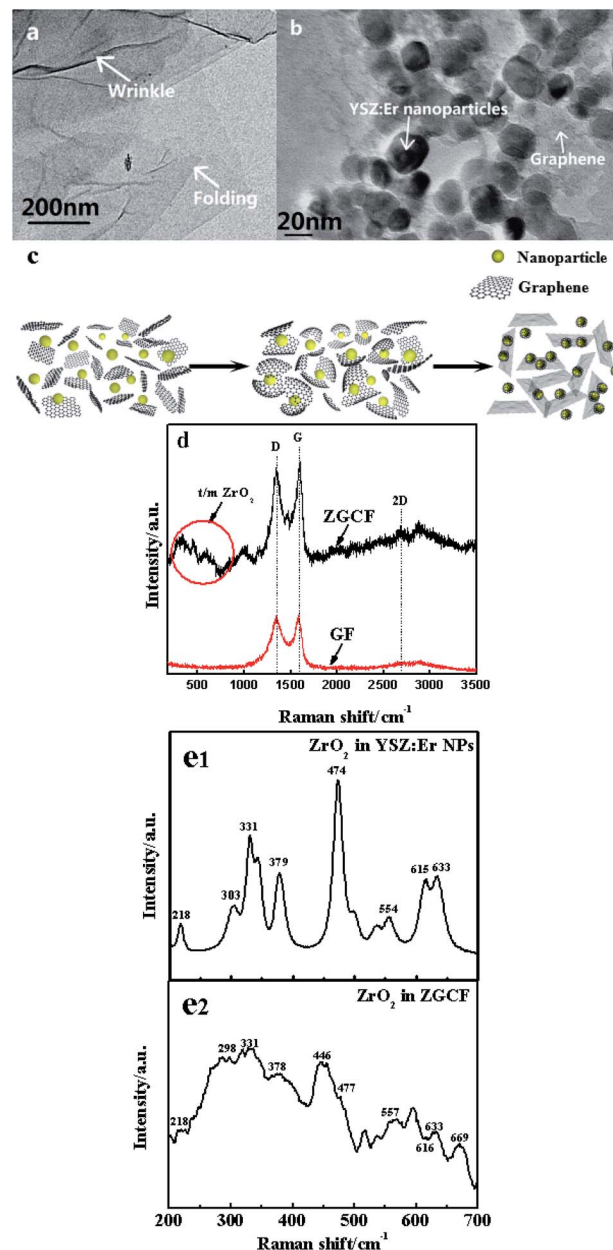 a
Wrinkle
Folding
200nm
b
YSZ:Er nanoparticles
Graphene
20nm
c
Nanoparticle
Graphene
d
D
G
t/m ZrO2
2D
ZGCF
GF
Intensity/a.u.
500 1000 1500 2000 2500 3000 3500
Raman shift/cm-1
e1
ZrO2 in YSZ:Er NPs
474
331
379
615 633
303
554
218
Intensity/a.u.
e2
ZrO2 in ZGCF
298 331
378
446
477
218
557
633
616
669
Intensity/a.u.
200 300 400 500 600 700
Raman shift/cm-1